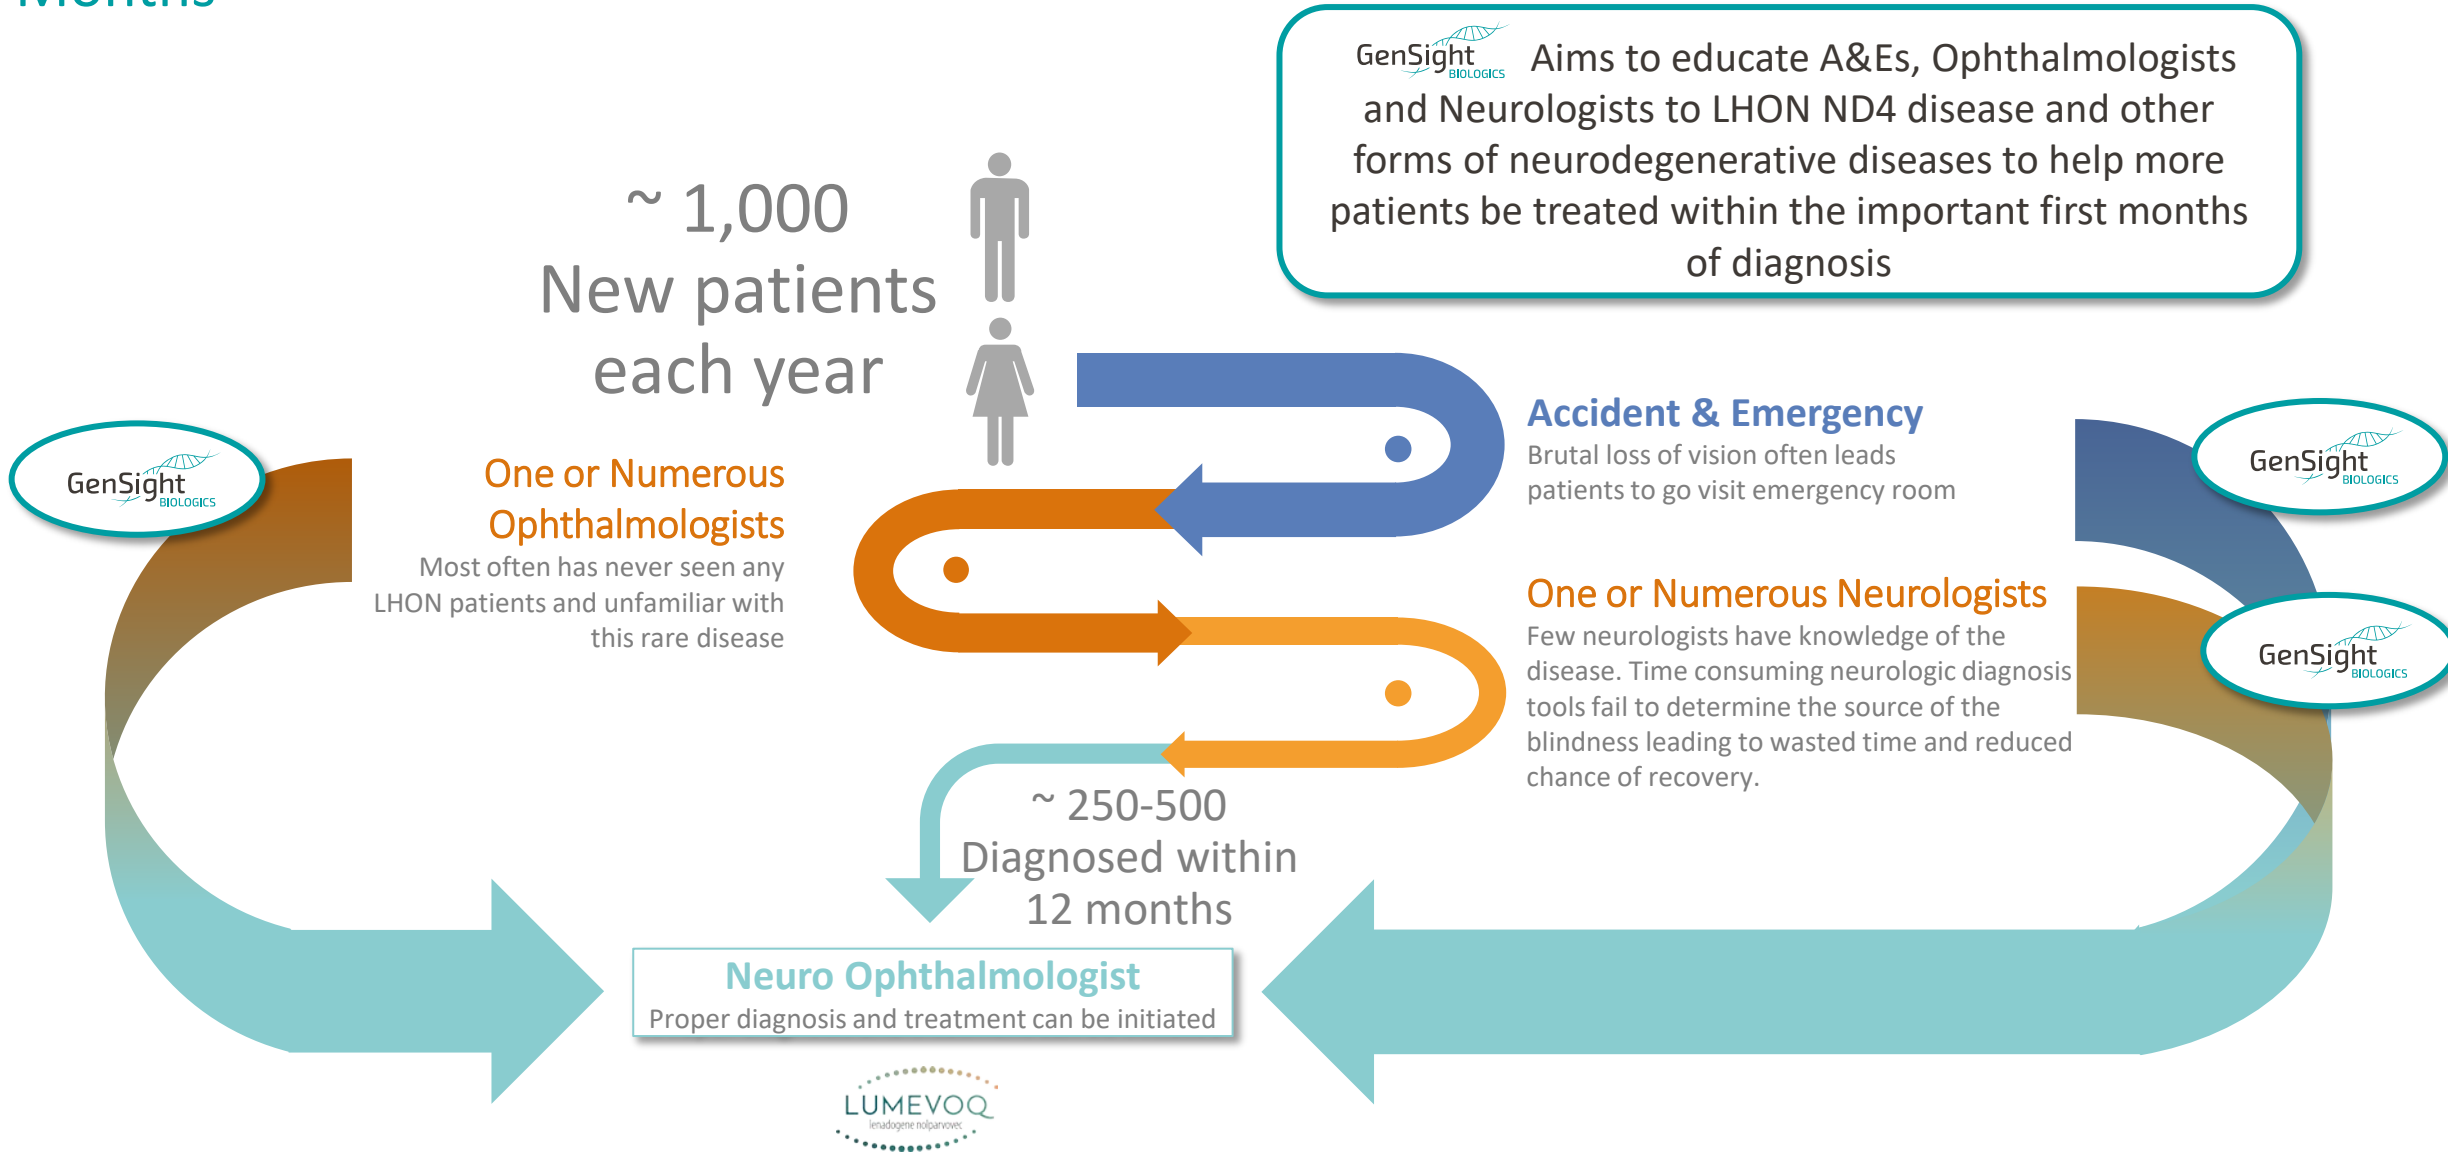 Months
GenSight
BIOLOGICS
Aims to educate A&Es, Ophthalmologists
and Neurologists to LHON ND4 disease and other
forms of neurodegenerative diseases to help more
patients be treated within the important first months
of diagnosis
~ 1,000
New patients
each year
Accident & Emergency
Brutal loss of vision often leads
patients to go visit emergency room
GenSight
BIOLOGICS
GenSight
BIOLOGICS
One or Numerous
Ophthalmologists
Most often has never seen any
LHON patients and unfamiliar with
this rare disease
One or Numerous Neurologists
Few neurologists have knowledge of the
disease. Time consuming neurologic diagnosis
tools fail to determine the source of the
blindness leading to wasted time and reduced
chance of recovery.
GenSight
BIOLOGICS
~ 250-500
Diagnosed within
12 months
Neuro Ophthalmologist
Proper diagnosis and treatment can be initiated
LUMEVOQ
lenadogene nolparvovec